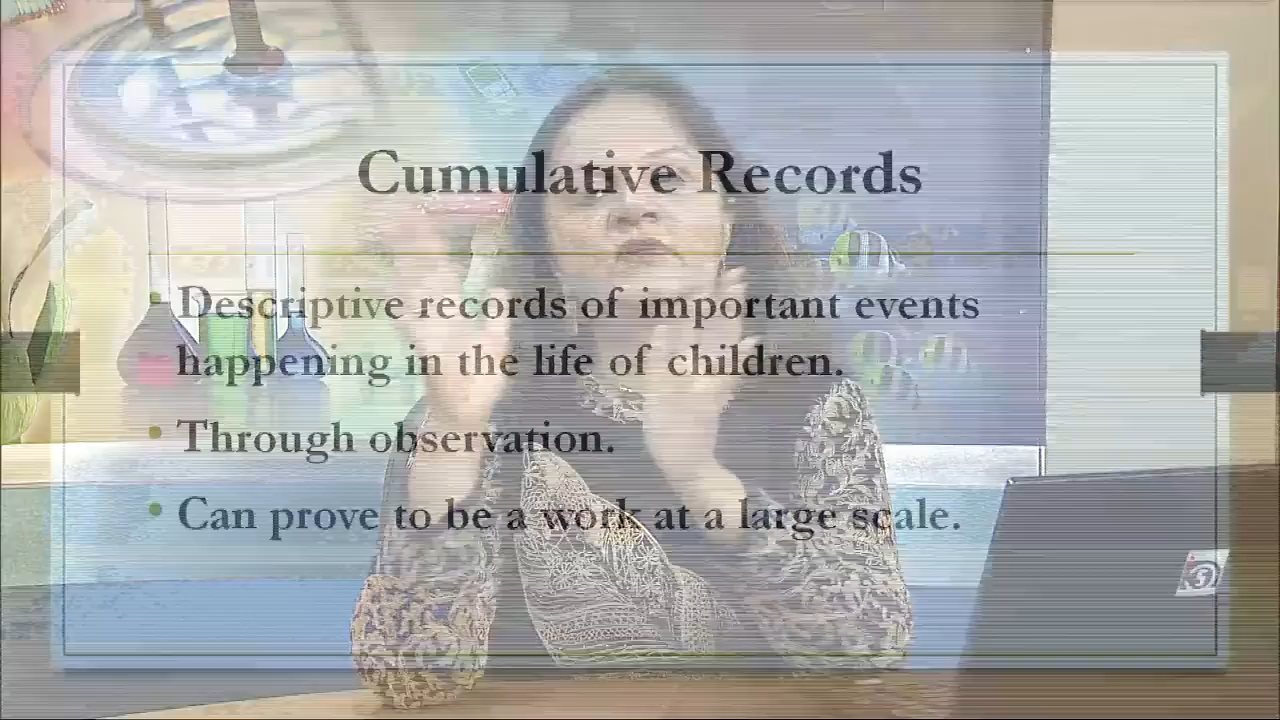 Cumulative Records
Descriptive records of important events
happening in the life of children.
Through observation.
Can prove to be a work at a large scale.